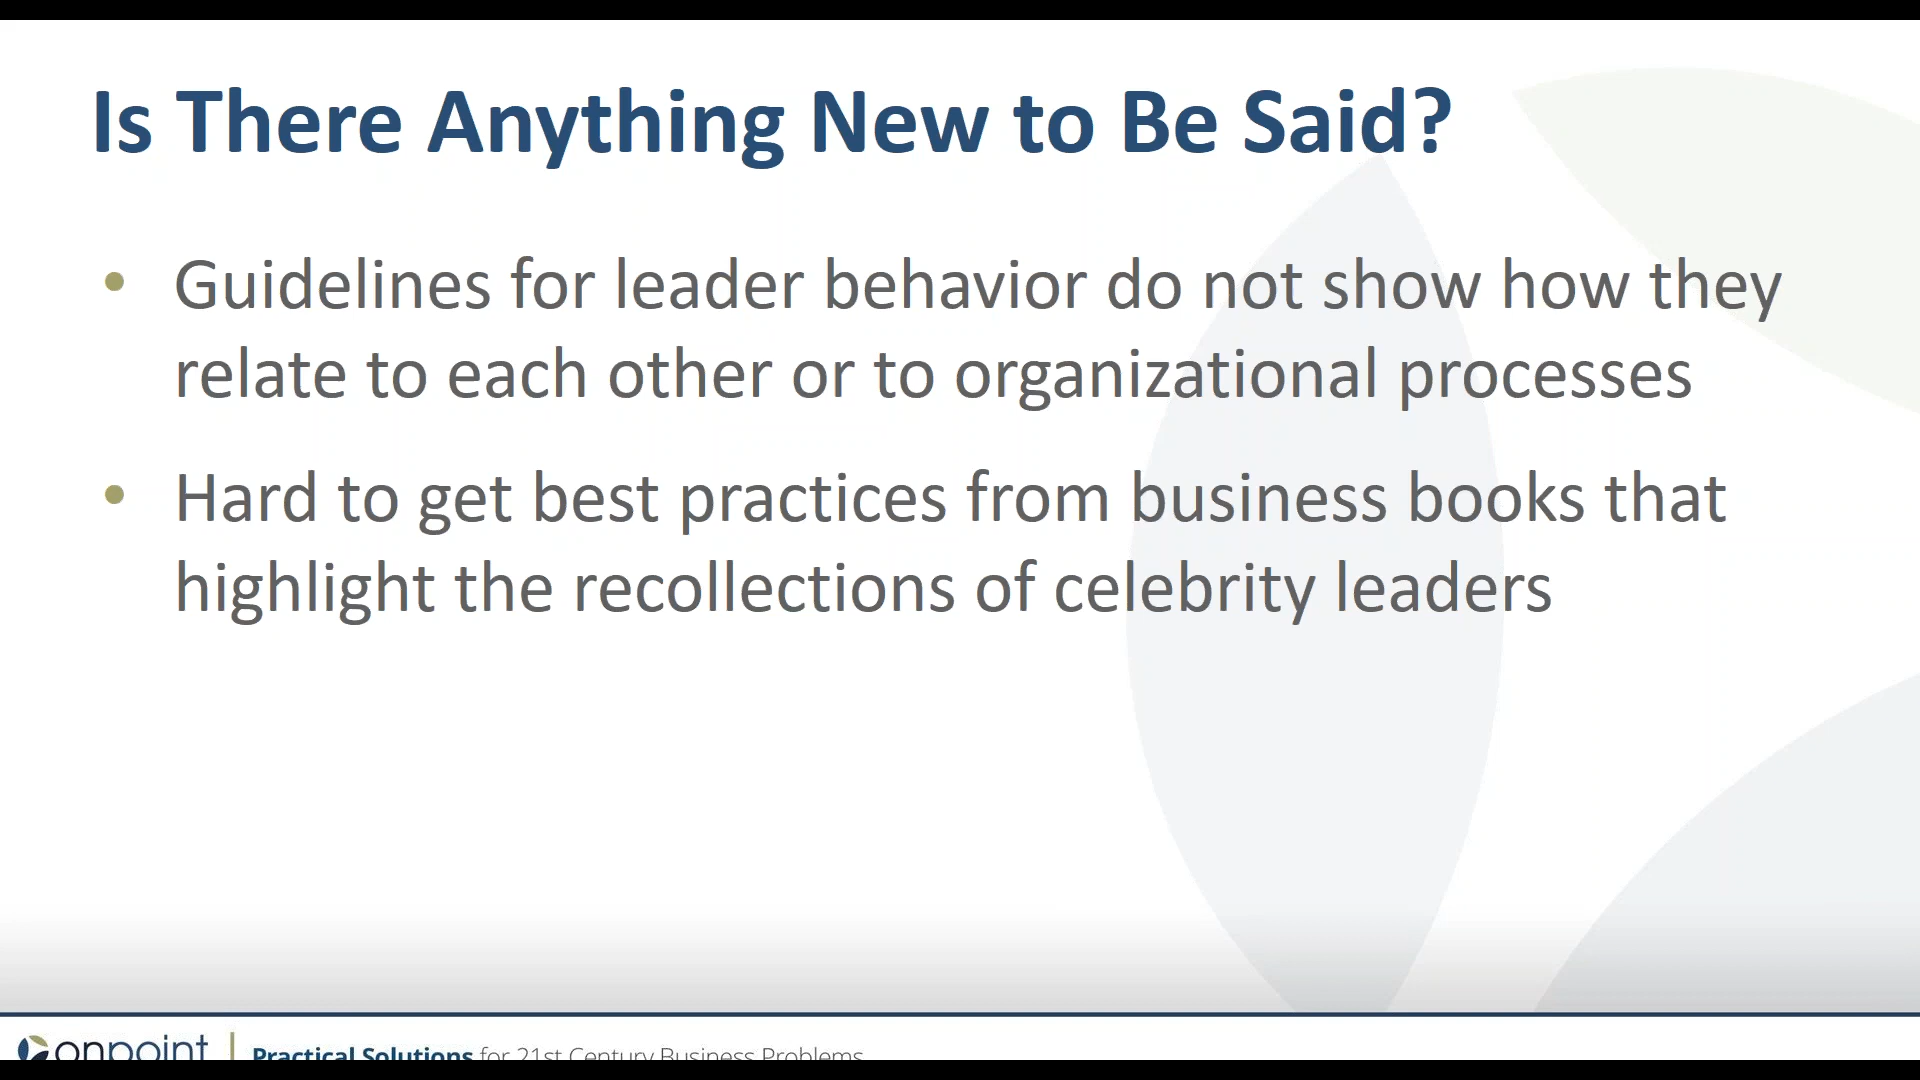 Is There Anything New to Be Said?
• Guidelines for leader behavior do not show how they
relate to each other or to organizational processes
• Hard to get best practices from business books that
highlight the recollections of celebrity leaders
onpoint | Practical Solutions for 21st Century Business Problems